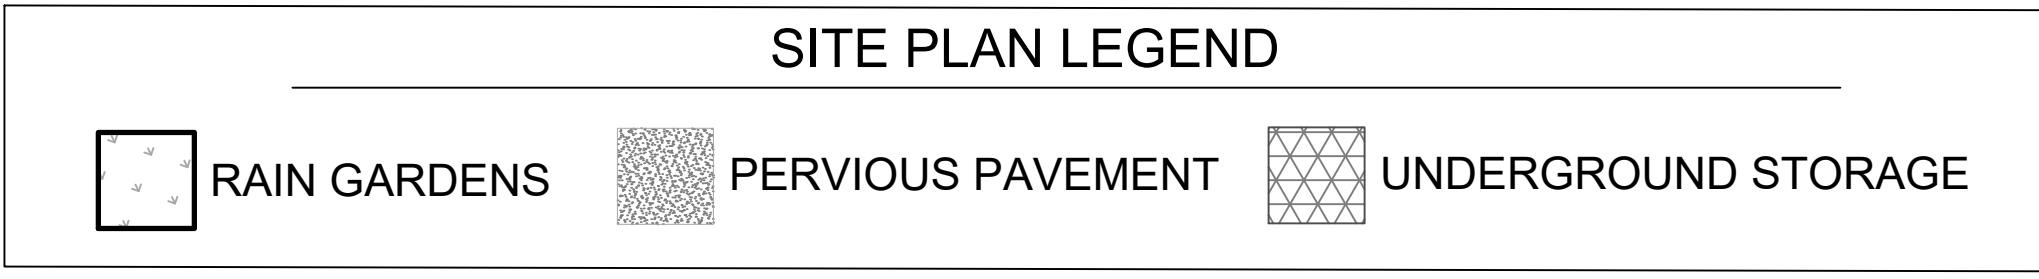 SITE PLAN LEGEND
RAIN GARDENS
PERVIOUS PAVEMENT
UNDERGROUND STORAGE